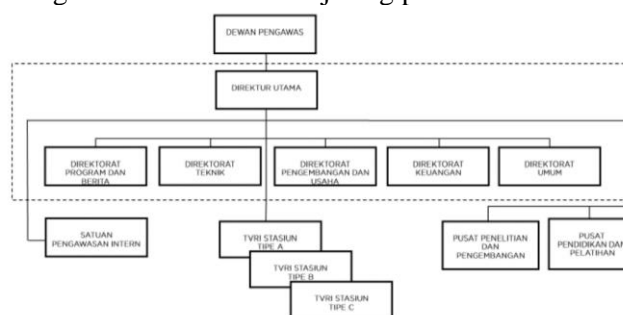 DEWAN PENGAWAS
DIREKTUR UTAMA
DIREKTORAT
PROGRAM DAN
BERITA
DIREKTORAT
TEKNIK
DIREKTORAT
PENGEMBANGAN DAN
USAHA
DIREKTORAT
KEUANGAN
DIREKTORAT
UMUM
SATUAN
PENGAWASAN INTERN
TVRI STASIUN
TIPE A
TVRI STASIUN
TIPE B
TVRI STASIUN
TIPE C
PUSAT PENELITIAN
DAN
PENGEMBANGAN
PUSAT
PENDIDIKAN DAN
PELATIHAN